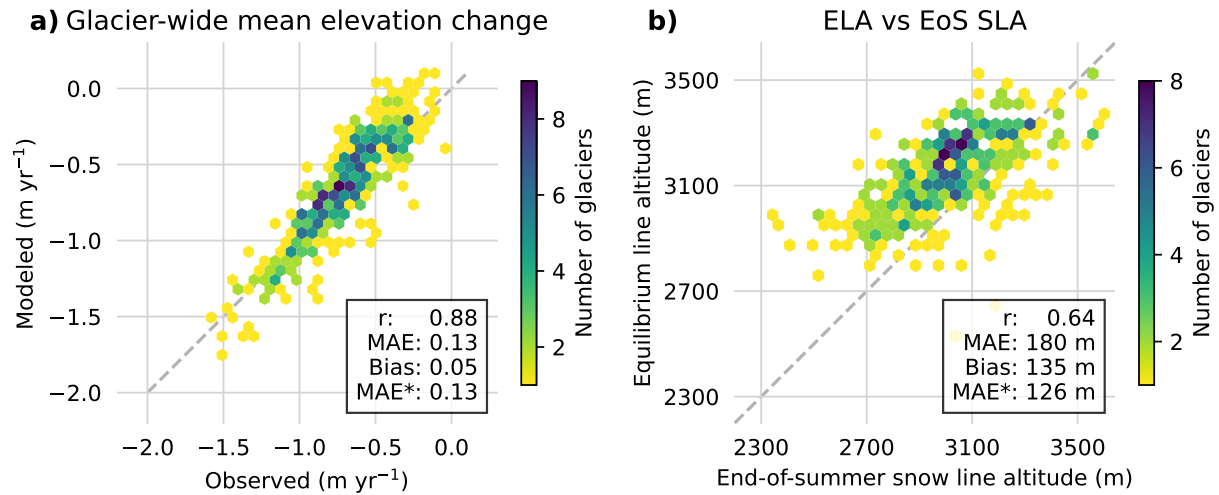 a) Glacier-wide mean elevation change
0.0
−0.5
−1.0
−1.5
−2.0
Modeled (m yr⁻¹)
−2.0 −1.5 −1.0 −0.5 0.0
Observed (m yr⁻¹)
r: 0.88
MAE: 0.13
Bias: 0.05
MAE*: 0.13
8
6
4
2
Number of glaciers
b) ELA vs EoS SLA
3500
3100
2700
2300
Equilibrium line altitude (m)
2300 2700 3100 3500
End-of-summer snow line altitude (m)
r: 0.64
MAE: 180 m
Bias: 135 m
MAE*: 126 m
8
6
4
2
Number of glaciers